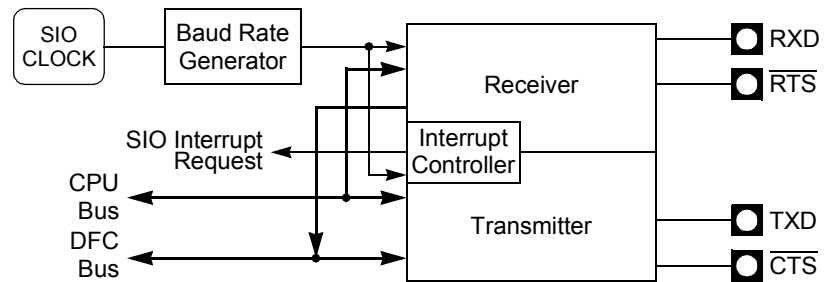 SIO
CLOCK
Baud Rate
Generator
Receiver
RXD
RTS
SIO Interrupt
Request
Interrupt
Controller
CPU
Bus
Transmitter
TXD
DFC
Bus
CTS